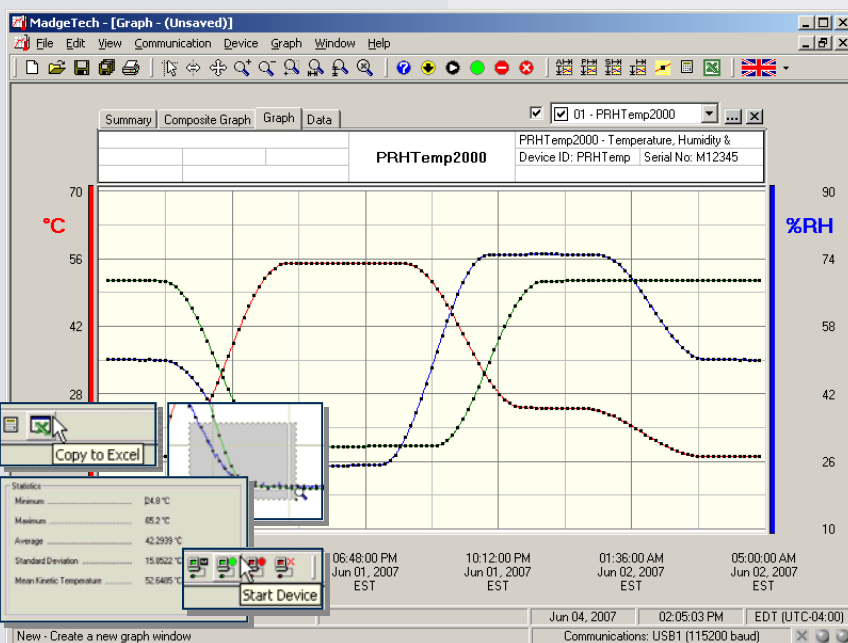 MadgeTech - [Graph - (Unsaved)]
File Edit View Communication Device Graph Window Help
Summary Composite Graph Graph Data
01 - PRHTemp2000 ...
PRHTemp2000
PRHTemp2000 - Temperature, Humidity &
Device ID: PRHTemp Serial No: M12345
70
°C
56
42
28
90
%RH
74
58
42
26
10
Copy to Excel
Statistics
Minimum 24.8 °C
Maximum 65.2 °C
Average 42.2939 °C
Standard Deviation 15.8522 °C
Mean Kinetic Temperature 52.6485 °C
Start Device
06:48:00 PM
Jun 01, 2007
EST
10:12:00 PM
Jun 01, 2007
EST
01:36:00 AM
Jun 02, 2007
EST
05:00:00 AM
Jun 02, 2007
EST
Jun 04, 2007 02:05:03 PM EDT (UTC-04:00)
New - Create a new graph window Communications: USB1 (115200 baud)